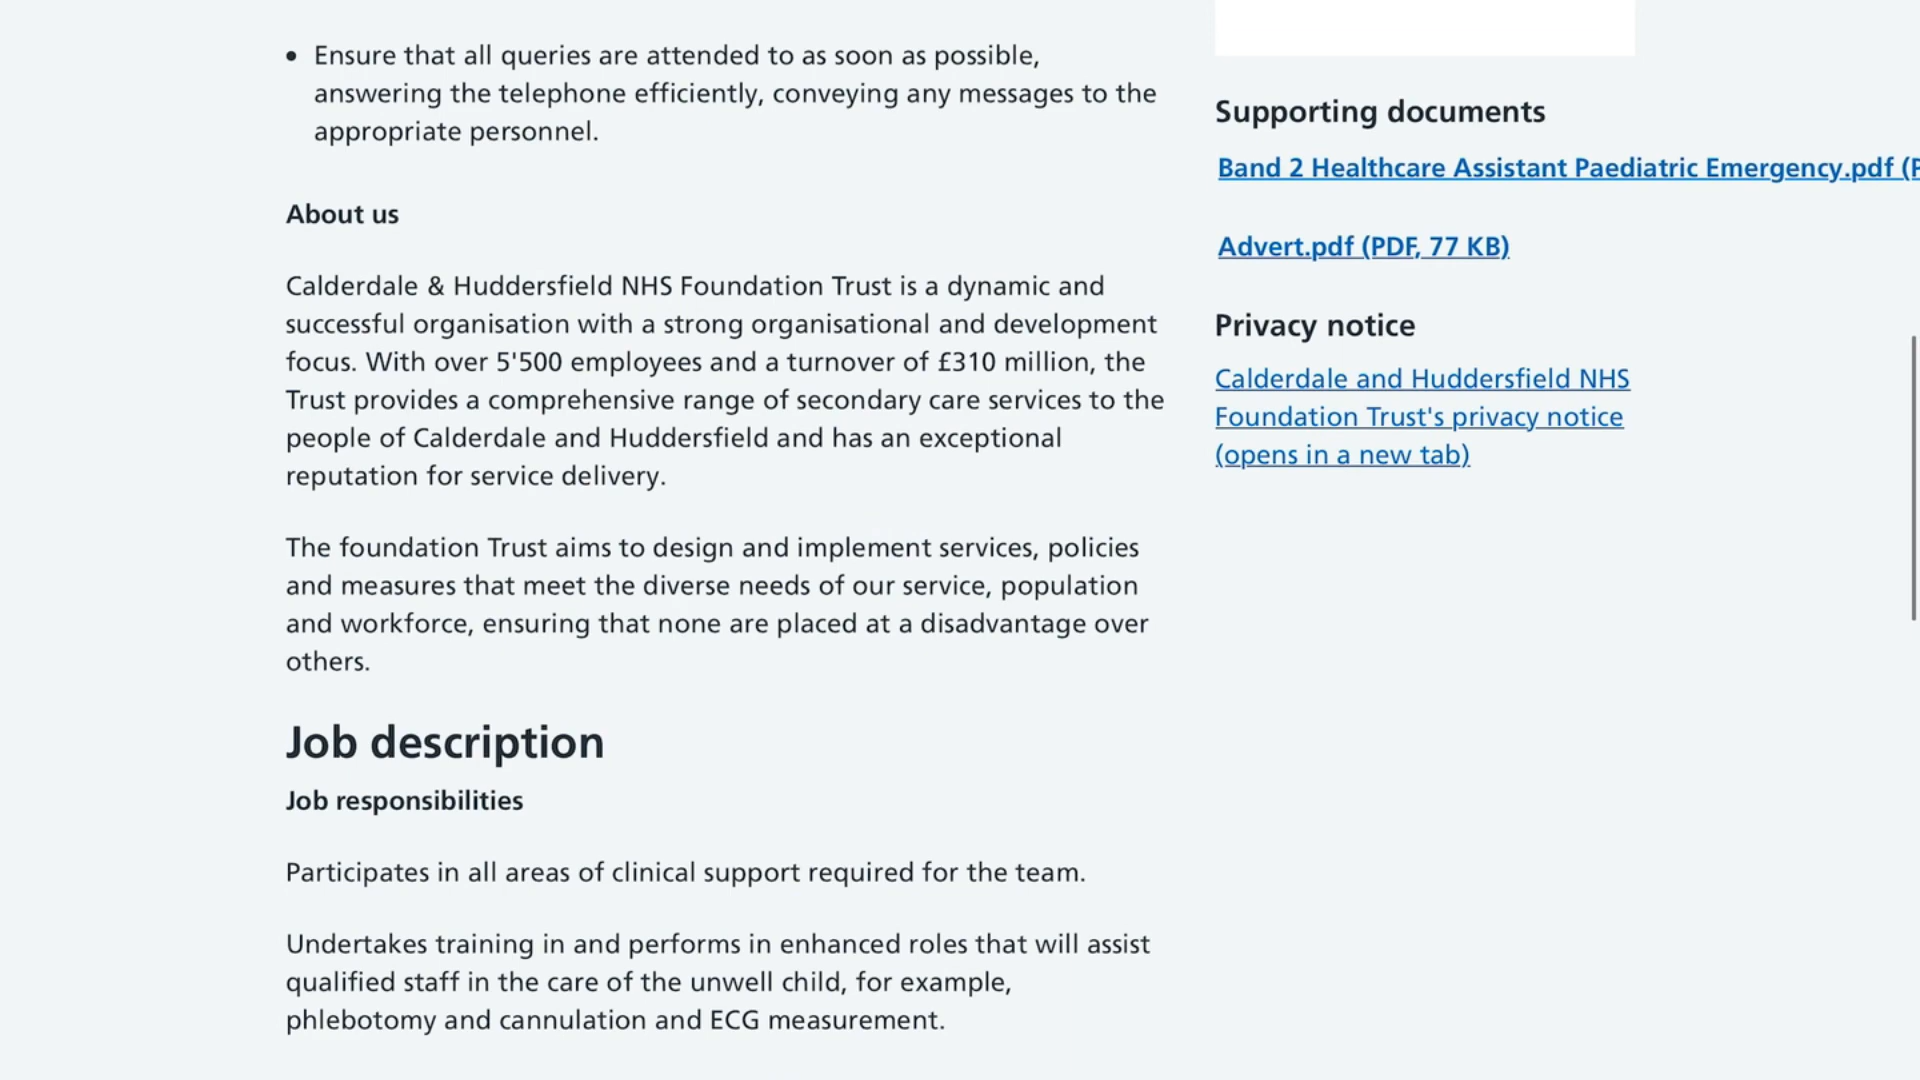 Ensure that all queries are attended to as soon as possible,
answering the telephone efficiently, conveying any messages to the
appropriate personnel.
About us
Calderdale & Huddersfield NHS Foundation Trust is a dynamic and
successful organisation with a strong organisational and development
focus. With over 5'500 employees and a turnover of £310 million, the
Trust provides a comprehensive range of secondary care services to the
people of Calderdale and Huddersfield and has an exceptional
reputation for service delivery.
The foundation Trust aims to design and implement services, policies
and measures that meet the diverse needs of our service, population
and workforce, ensuring that none are placed at a disadvantage over
others.
Job description
Job responsibilities
Participates in all areas of clinical support required for the team.
Undertakes training in and performs in enhanced roles that will assist
qualified staff in the care of the unwell child, for example,
phlebotomy and cannulation and ECG measurement.
Supporting documents
Band 2 Healthcare Assistant Paediatric Emergency.pdf
Advert.pdf (PDF, 77 KB)
Privacy notice
Calderdale and Huddersfield NHS
Foundation Trust's privacy notice
(opens in a new tab)